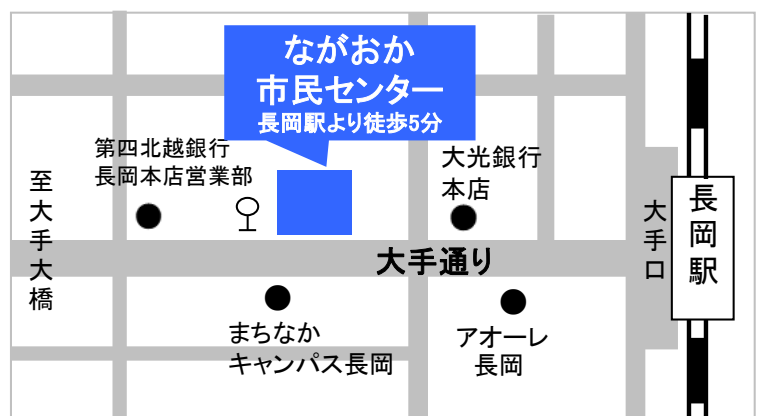 ながおか
市民センター
長岡駅より徒歩5分
第四北越銀行
長岡本店営業部
大光銀行
本店
至大手大橋
大手口
長岡駅
大手通り
まちなか
キャンパス長岡
アオーレ
長岡